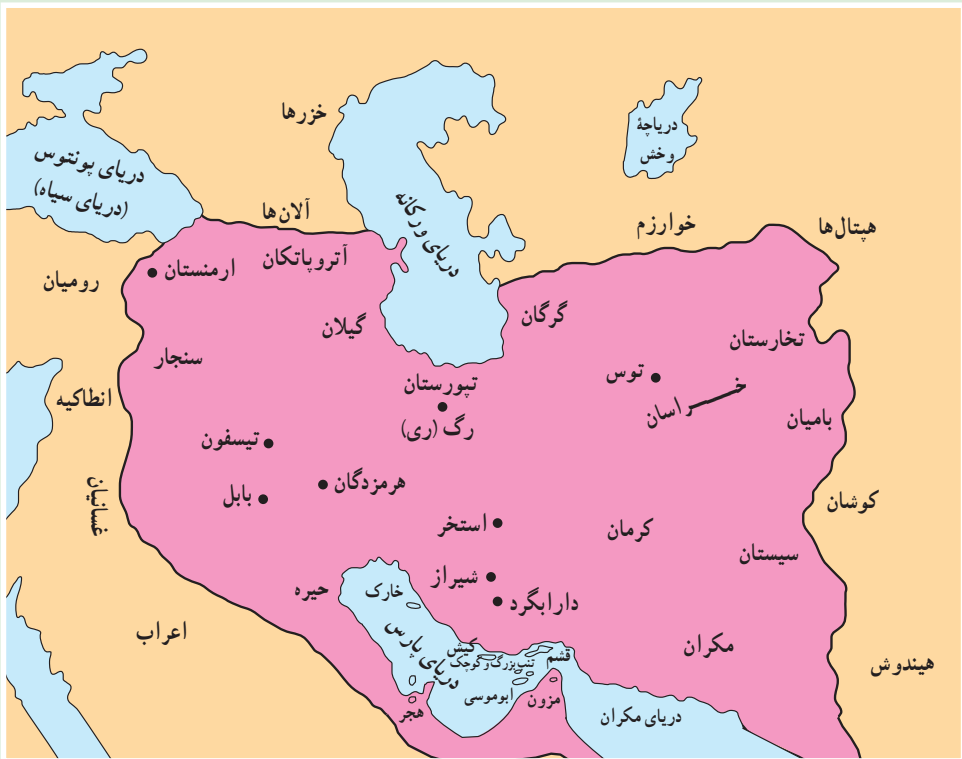 خزرها
دریاچهٔ
وخش
دریای پونتوس
(دریای سیاه)
دریای ورکانه
آلان‌ها
خوارزم
هپتال‌ها
آتروپاتکان
ارمنستان
رومیان
گیلان
گرگان
تخارستان
سنجار
تپورستان
توس
خراسان
انطاکیه
رگ (ری)
بامیان
تیسفون
هرمزدگان
بابل
کوشان
غسانیان
استخر
کرمان
سیستان
شیراز
خارک
حیره
دارابگرد
اعراب
دریای پارس
کیش
قشم
تنب بزرگ و کوچک
مکران
هیندوش
ابوموسی
مزون
هجر
دریای مکران